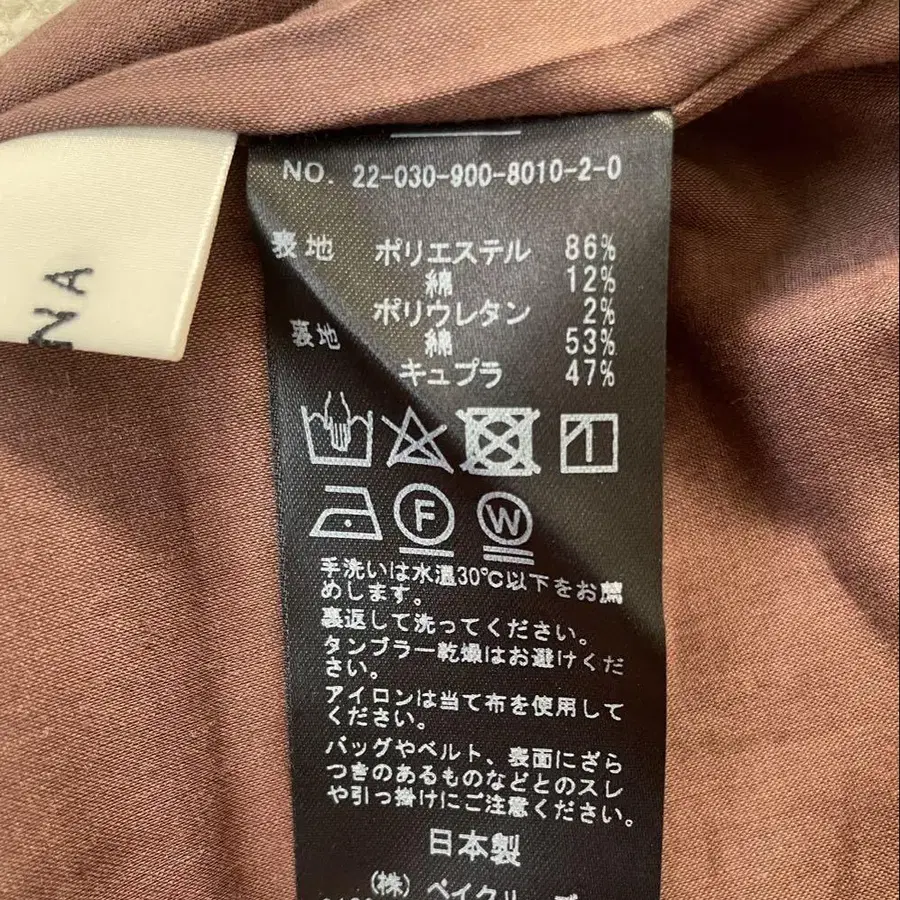 NA
NO. 22-030-900-8010-2-0
表地 ポリエステル 86%
綿 12%
ポリウレタン 2%
裏地 綿 53%
キュプラ 47%
F
W
手洗いは水温30℃以下をお薦
めします。
裏返して洗ってください。
タンブラー乾燥はお避けくだ
さい。
アイロンは当て布を使用して
ください。
バッグやベルト、表面にざら
つきのあるものなどとのスレ
や引っ掛けにご注意ください。
日本製
(株) ベイクルーズ